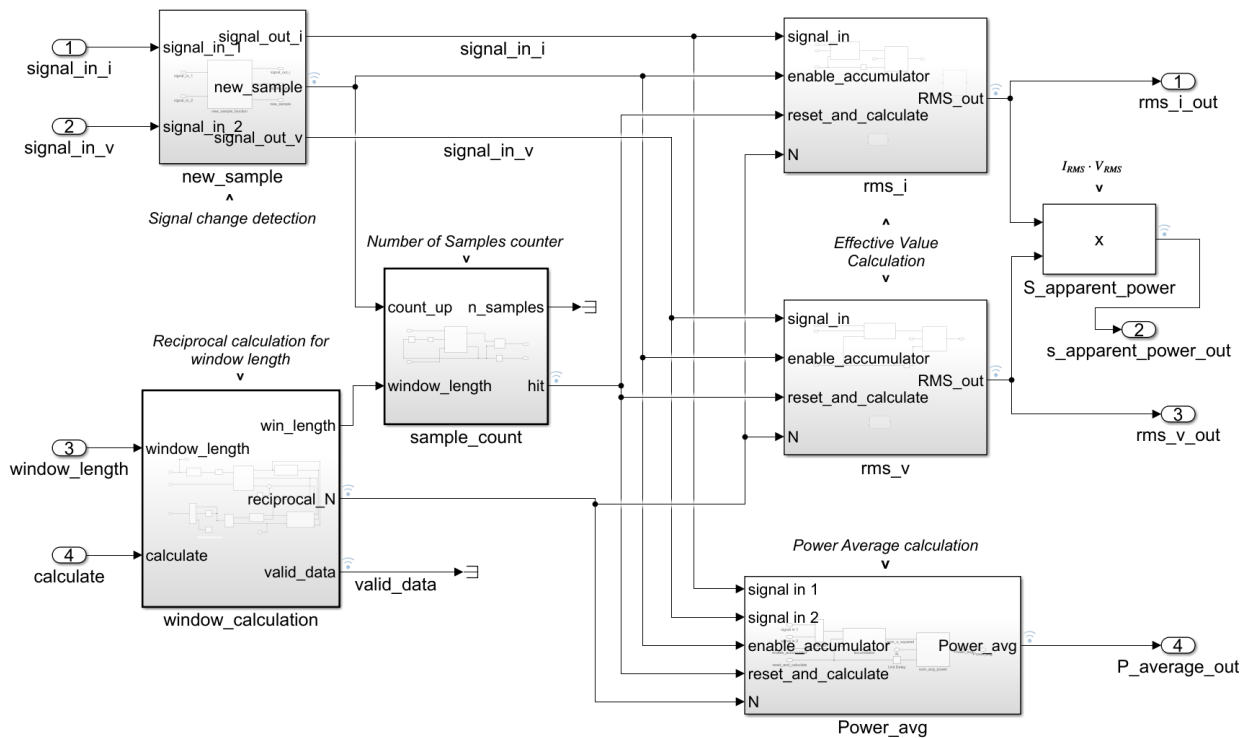 1
signal_in_i
2
signal_in_v
signal_in_1
signal_out_i
new_sample
signal_in_2
signal_out_v
new_sample
Signal change detection
signal_in_i
signal_in_v
signal_in
enable_accumulator
reset_and_calculate
N
RMS_out
rms_i
1
rms_i_out
I_RMS · V_RMS
x
S_apparent_power
2
s_apparent_power_out
Effective Value
Calculation
Number of Samples counter
count_up
n_samples
window_length
hit
sample_count
signal_in
enable_accumulator
reset_and_calculate
N
RMS_out
rms_v
3
rms_v_out
Reciprocal calculation for
window length
3
window_length
4
calculate
window_length
calculate
win_length
reciprocal_N
valid_data
window_calculation
valid_data
Power Average calculation
signal in 1
signal in 2
enable_accumulator
reset_and_calculate
N
Power_avg
Power_avg
4
P_average_out